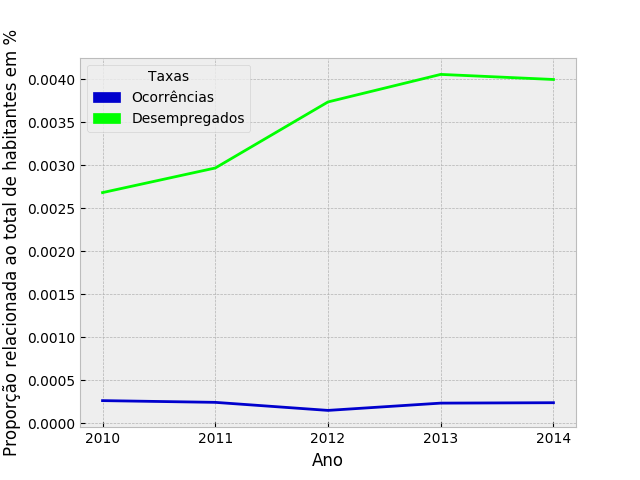 Proporção relacionada ao total de habitantes em %
0.0040
0.0035
0.0030
0.0025
0.0020
0.0015
0.0010
0.0005
0.0000
Taxas
Ocorrências
Desempregados
2010 2011 2012 2013 2014
Ano